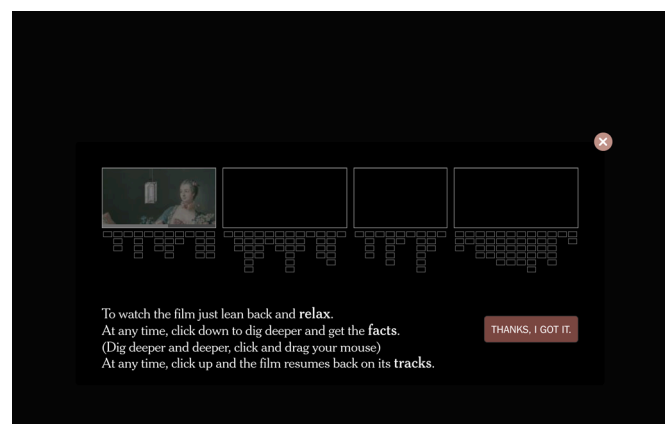 To watch the film just lean back and relax.
At any time, click down to dig deeper and get the facts.
(Dig deeper and deeper, click and drag your mouse)
At any time, click up and the film resumes back on its tracks.
THANKS, I GOT IT.